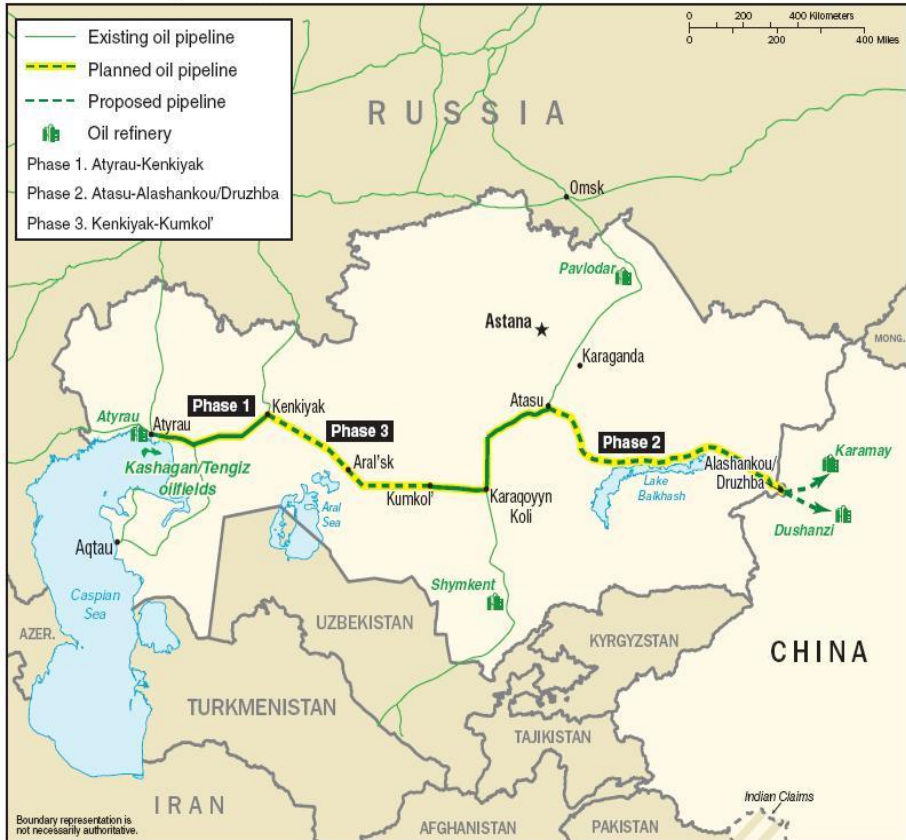 Existing oil pipeline
Planned oil pipeline
Proposed pipeline
Oil refinery
Phase 1. Atyrau-Kenkiyak
Phase 2. Atasu-Alashankou/Druzhba
Phase 3. Kenkiyak-Kumkol'
0 200 400 Kilometers
0 200 400 Miles
RUSSIA
Omsk
Pavlodar
Astana
Karaganda
MONG.
Atyrau
Atyrau
Phase 1
Kenkiyak
Atasu
Phase 3
Phase 2
Kashagan/Tengiz
oilfields
Aral'sk
Alashankou/
Druzhba
Karamay
Kumkol'
Karaqoyyn
Koli
Lake
Balkhash
Aral
Sea
Dushanzi
Aqtau
Shymkent
Caspian
Sea
UZBEKISTAN
AZER.
KYRGYZSTAN
CHINA
TURKMENISTAN
TAJIKISTAN
IRAN
Indian Claims
Boundary representation is
not necessarily authoritative.
AFGHANISTAN
PAKISTAN